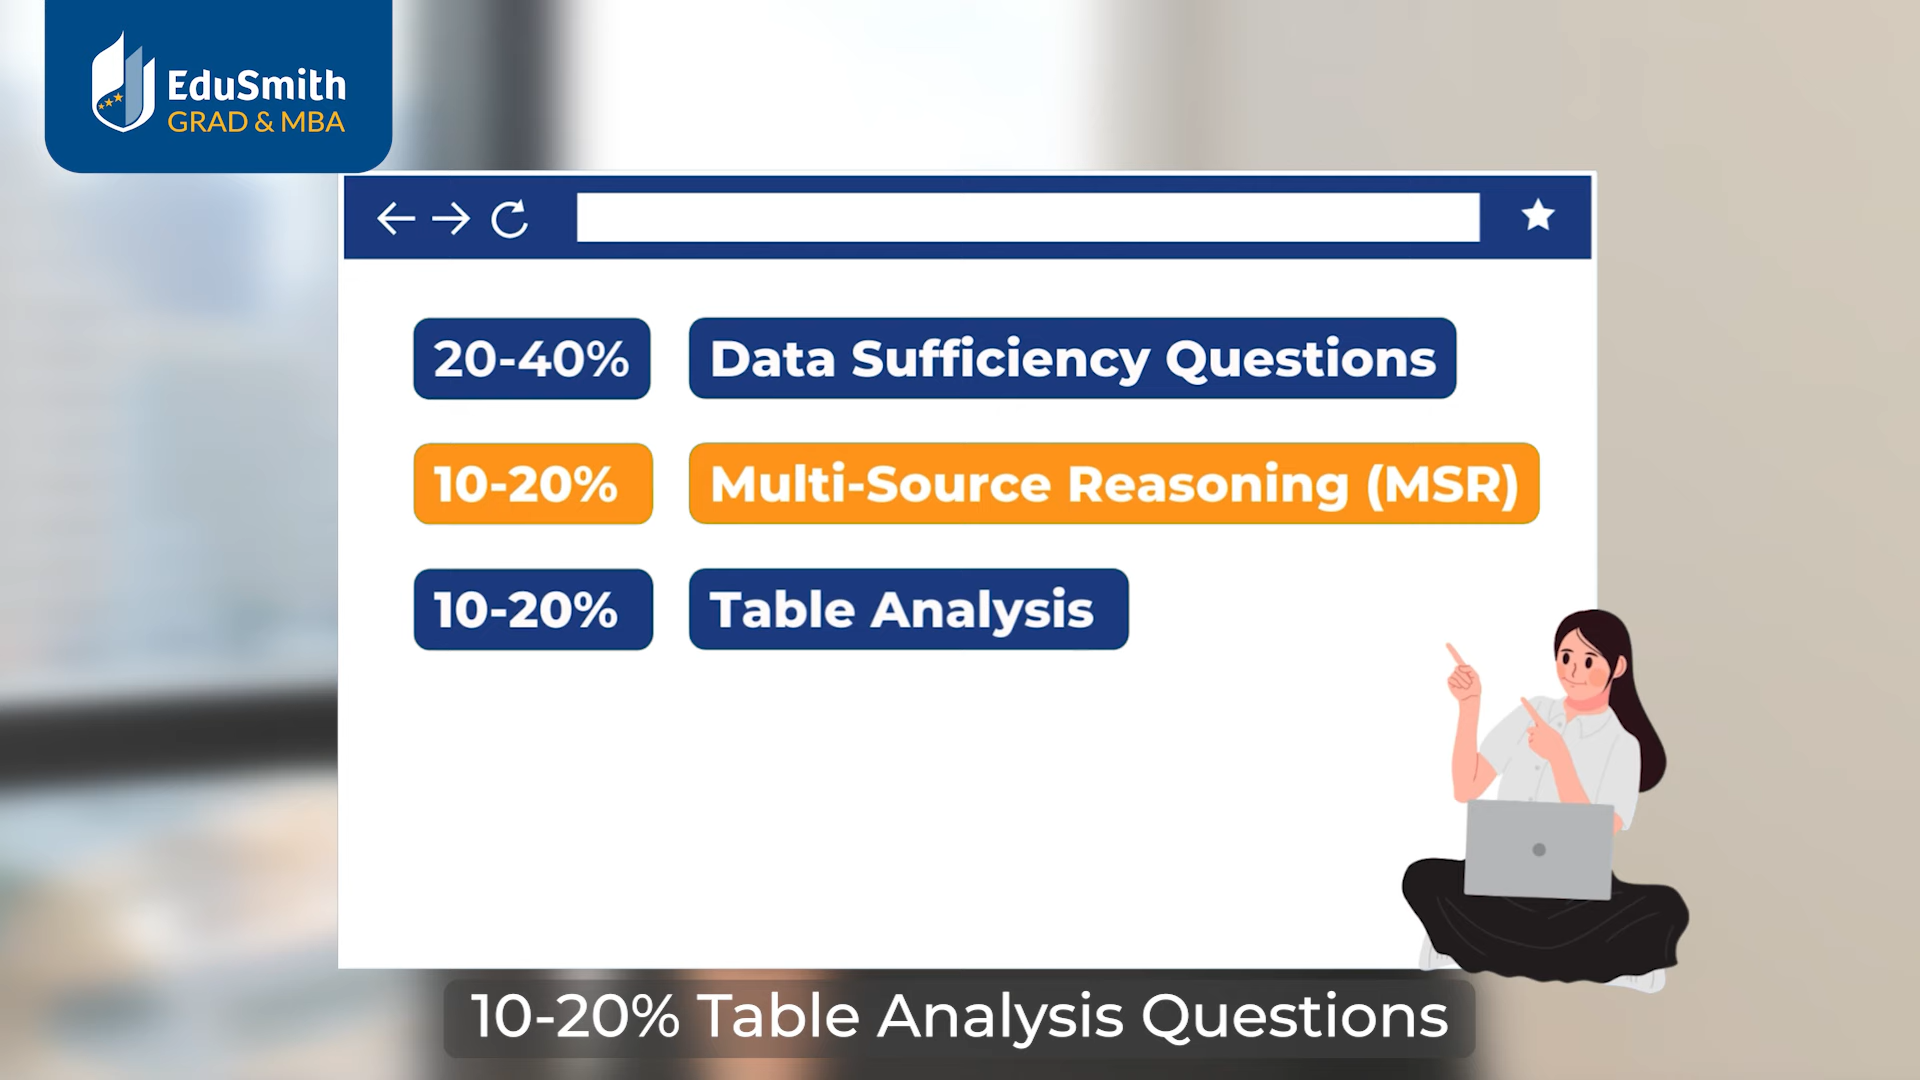 EduSmith
GRAD & MBA
20-40% Data Sufficiency Questions
10-20% Multi-Source Reasoning (MSR)
10-20% Table Analysis
10-20% Table Analysis Questions